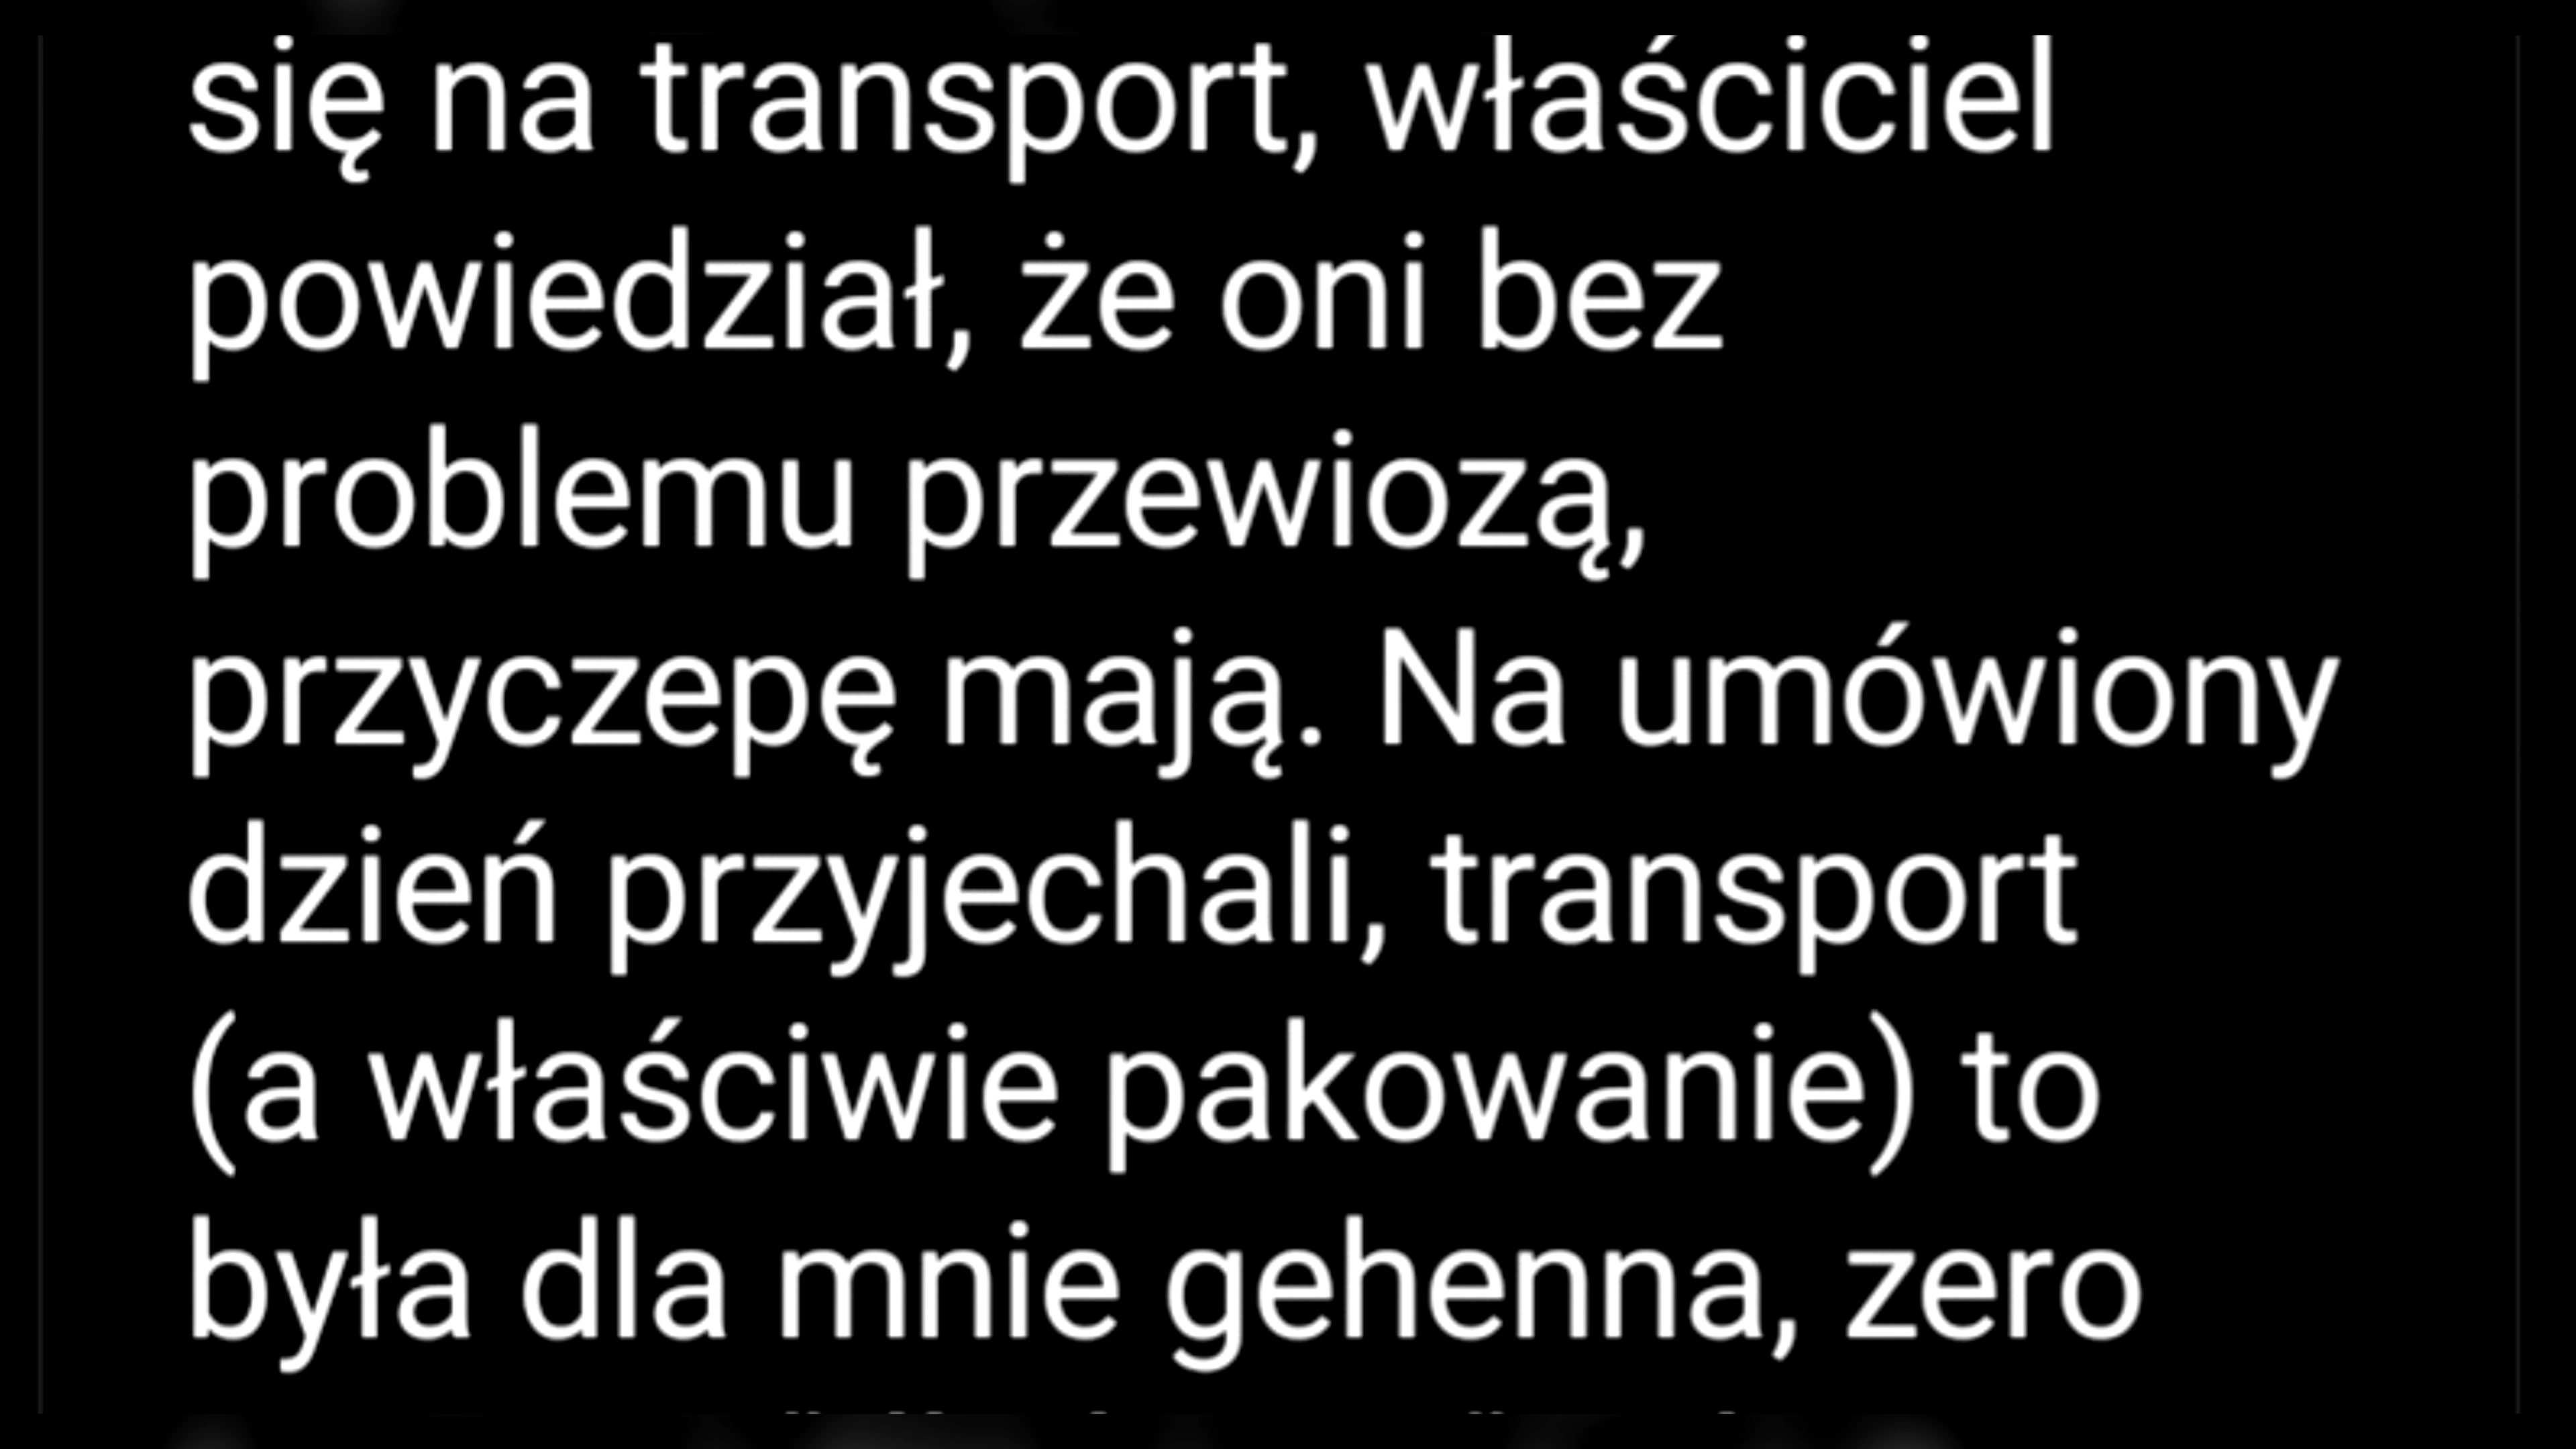 się na transport, właściciel
powiedział, że oni bez
problemu przewiozą,
przyczepę mają. Na umówiony
dzień przyjechali, transport
(a właściwie pakowanie) to
była dla mnie gehenna, zero